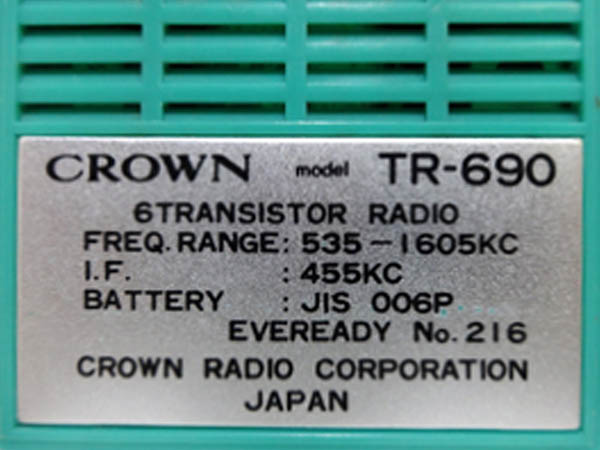 CROWN model TR-690
6TRANSISTOR RADIO
FREQ. RANGE: 535-1605KC
I.F. : 455KC
BATTERY : JIS 006P
EVEREADY No. 216
CROWN RADIO CORPORATION
JAPAN